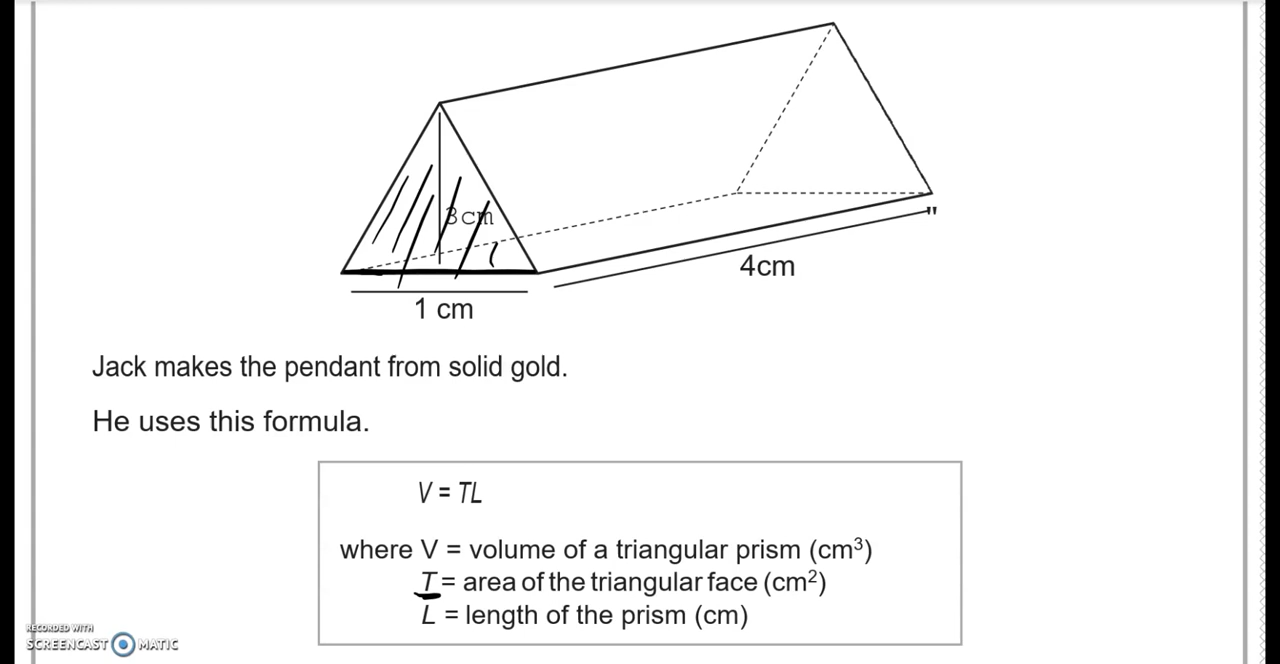 3cm
4cm
1 cm
Jack makes the pendant from solid gold.
He uses this formula.
V = TL
where V = volume of a triangular prism (cm³)
T = area of the triangular face (cm²)
L = length of the prism (cm)
RECORDED WITH
SCREENCAST MATIC